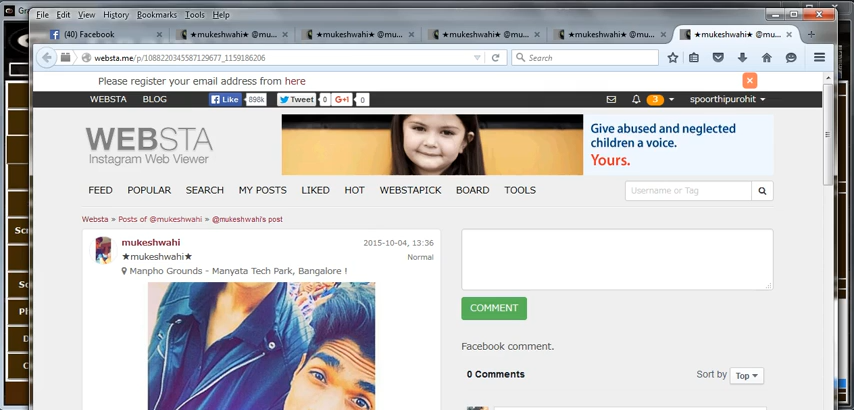 Gra
File Edit View History Bookmarks Tools Help
(40) Facebook
★mukeshwahi★ @mu...
★mukeshwahi★ @mu...
★mukeshwahi★ @mu...
★mukeshwahi★ @mu...
★mukeshwahi★ @mu...
websta.me/p/1088220345587129677_1159186206
Search
Please register your email address from here
WEBSTA BLOG Like 898k Tweet 0 G+1 0 3 spoorthipurohit
WEBSTA
Instagram Web Viewer
Give abused and neglected
children a voice.
Yours.
FEED POPULAR SEARCH MY POSTS LIKED HOT WEBSTAPICK BOARD TOOLS
Username or Tag
Websta » Posts of @mukeshwahi » @mukeshwahi's post
mukeshwahi 2015-10-04, 13:36
★mukeshwahi★ Normal
Manpho Grounds - Manyata Tech Park, Bangalore !
COMMENT
Facebook comment.
0 Comments Sort by Top
Scr
Sc
Ph
D
C